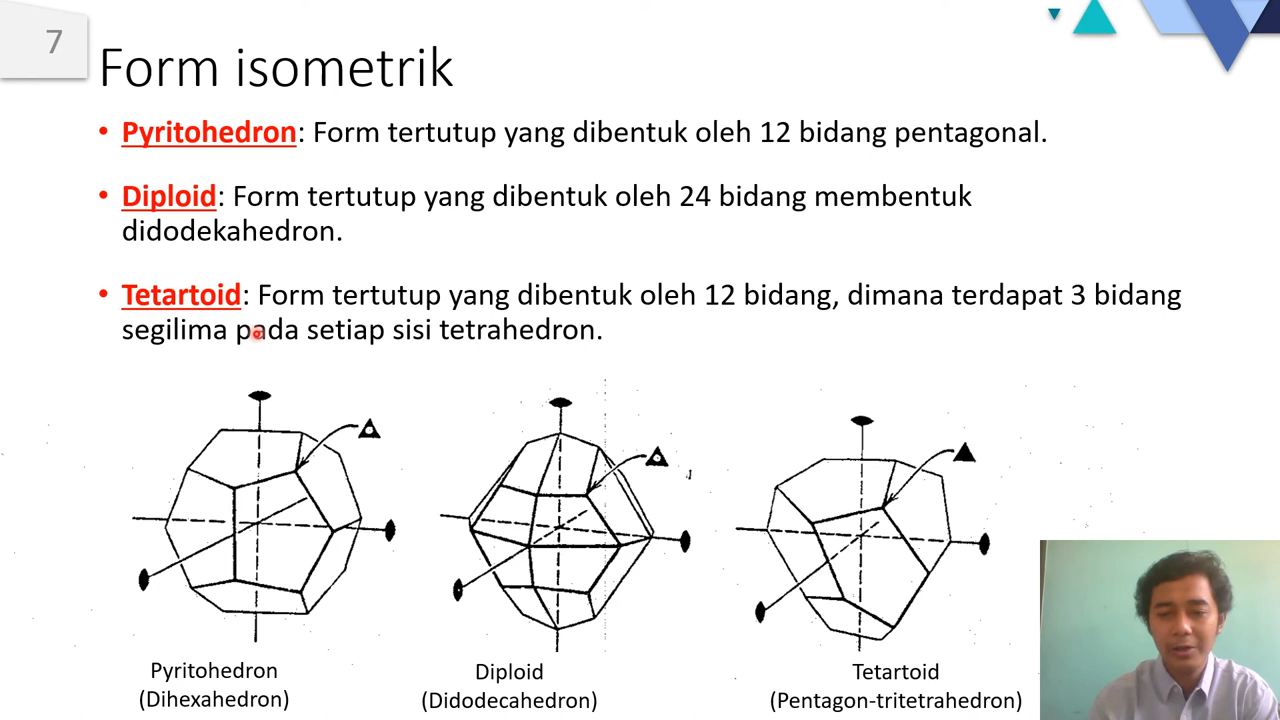 7
Form isometrik
• Pyritohedron: Form tertutup yang dibentuk oleh 12 bidang pentagonal.
• Diploid: Form tertutup yang dibentuk oleh 24 bidang membentuk
didodekahedron.
• Tetartoid: Form tertutup yang dibentuk oleh 12 bidang, dimana terdapat 3 bidang
segilima pada setiap sisi tetrahedron.
Pyritohedron
(Dihexahedron)
Diploid
(Didodecahedron)
Tetartoid
(Pentagon-tritetrahedron)